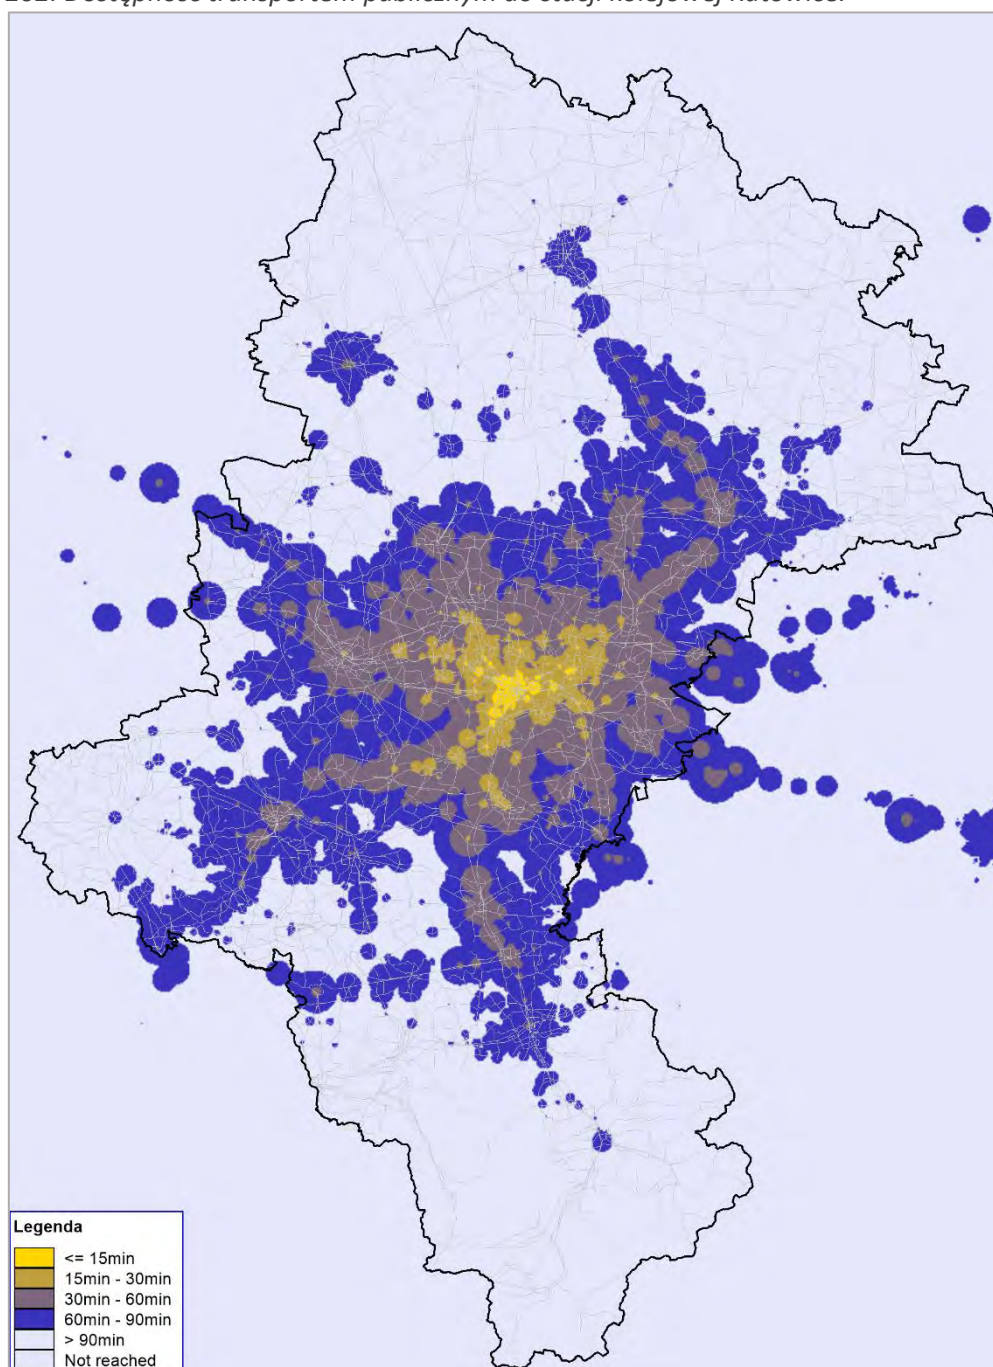 Dostępność transportem publicznym do stacji kolejowej Katowice.
Legenda
<= 15min
15min - 30min
30min - 60min
60min - 90min
> 90min
Not reached